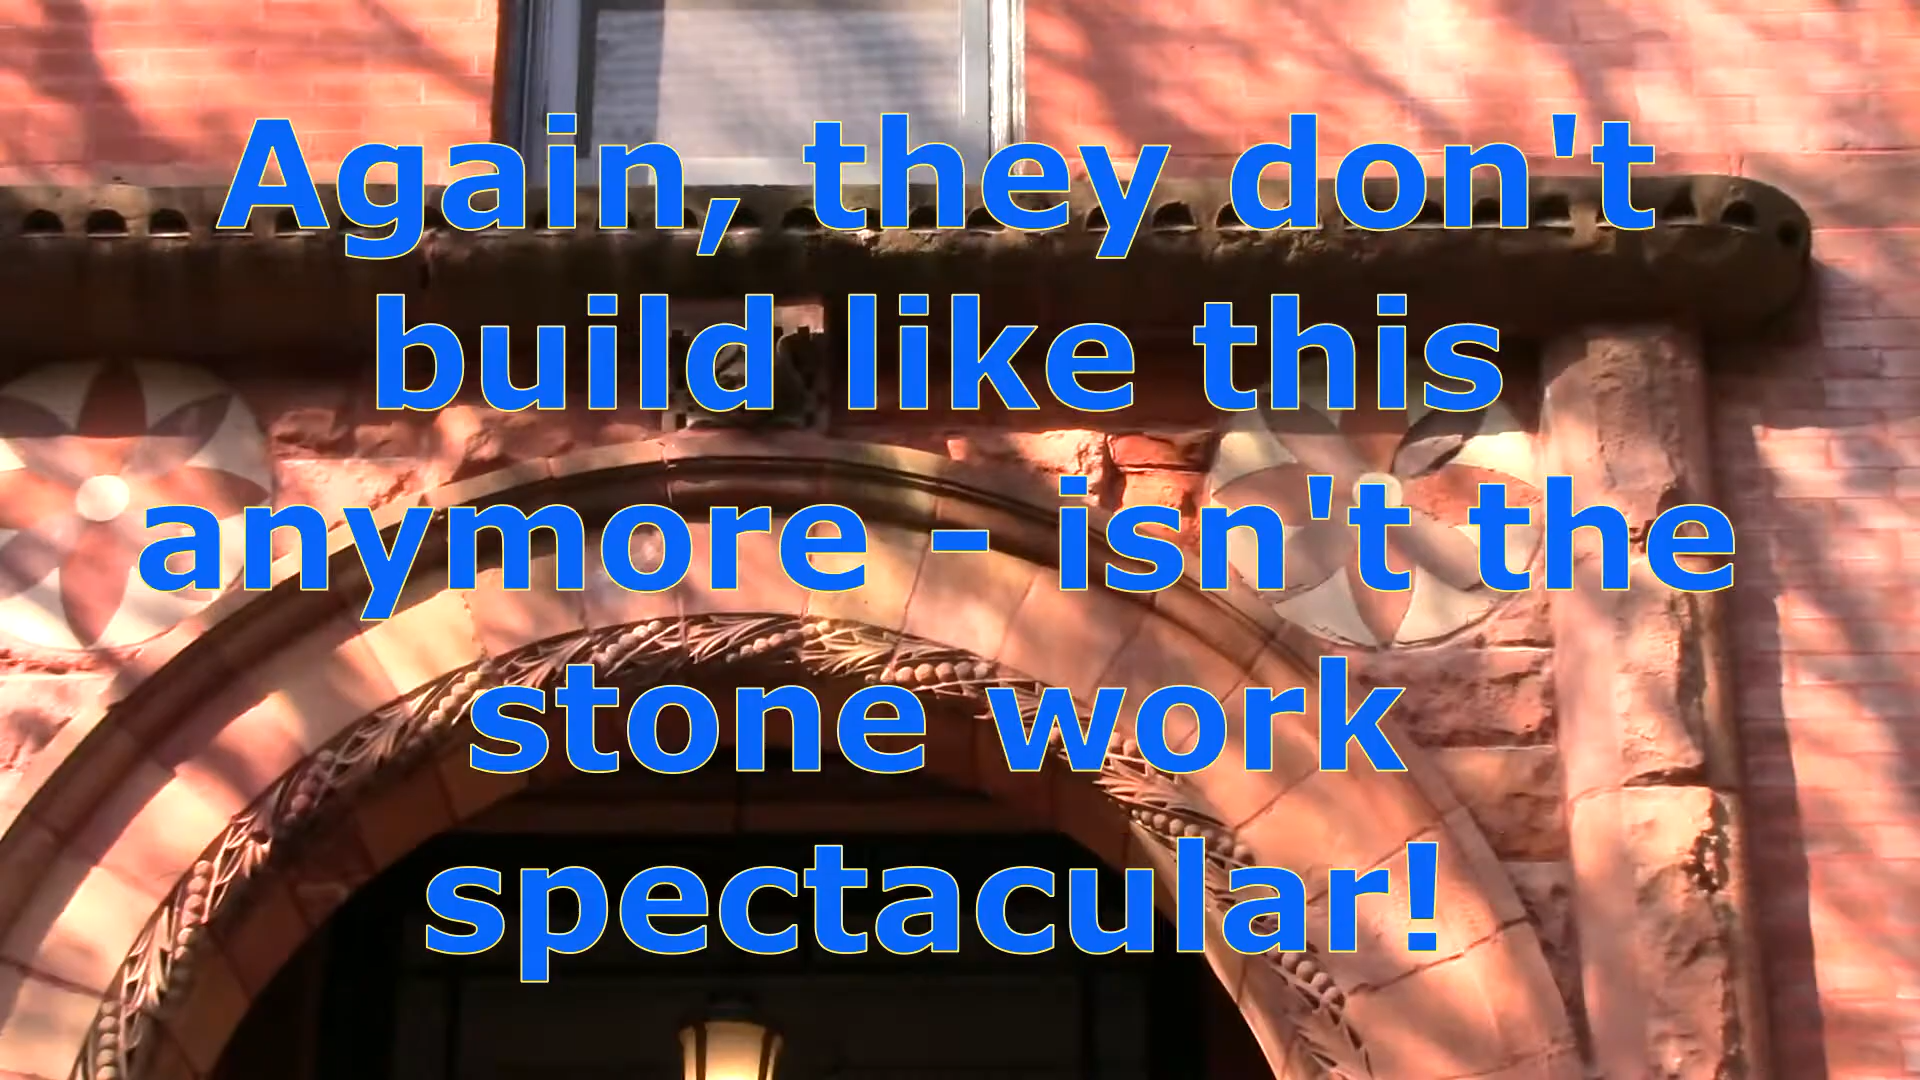 Again, they don't
build like this
anymore - isn't the
stone work
spectacular!